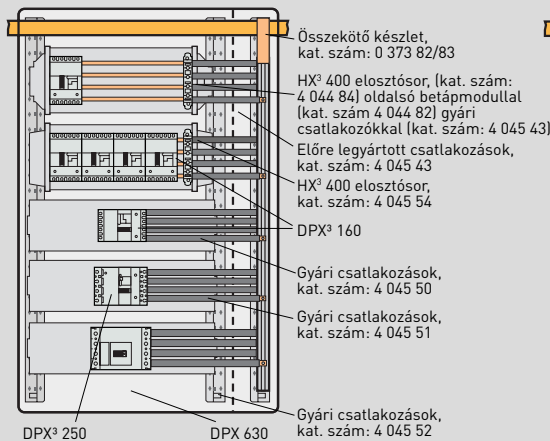 Összekötő készlet,
kat. szám: 0 373 82/83
HX³ 400 elosztósor, (kat. szám:
4 044 84) oldalsó betápmodullal
(kat. szám 4 044 82) gyári
csatlakozókkal (kat. szám: 4 045 43)
Előre legyártott csatlakozások,
kat. szám: 4 045 43
HX³ 400 elosztósor,
kat. szám: 4 045 54
DPX³ 160
Gyári csatlakozások,
kat. szám: 4 045 50
Gyári csatlakozások,
kat. szám: 4 045 51
Gyári csatlakozások,
kat. szám: 4 045 52
DPX³ 250
DPX 630